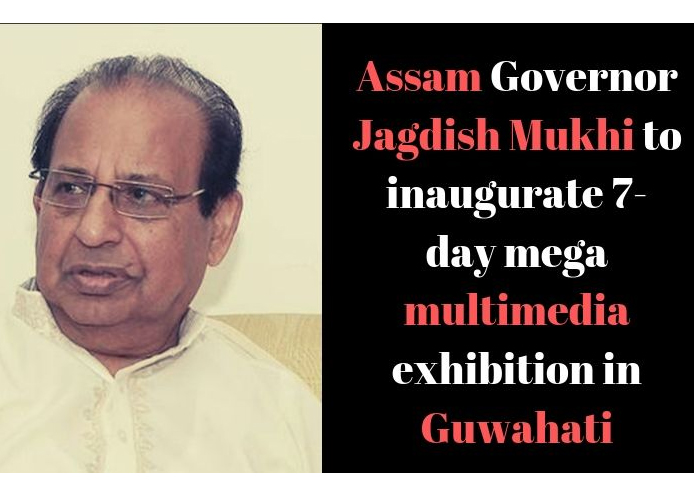 Assam Governor
Jagdish Mukhi to
inaugurate 7-
day mega
multimedia
exhibition in
Guwahati